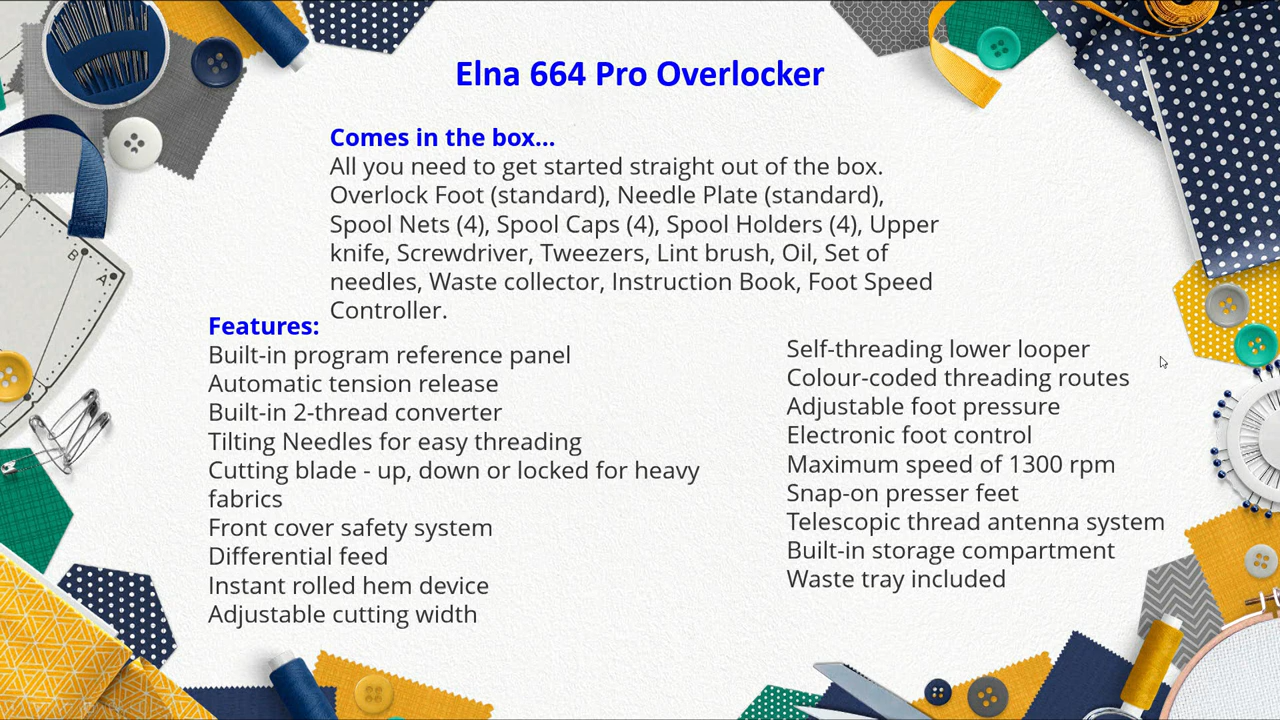 Elna 664 Pro Overlocker
Comes in the box...
All you need to get started straight out of the box.
Overlock Foot (standard), Needle Plate (standard),
Spool Nets (4), Spool Caps (4), Spool Holders (4), Upper
knife, Screwdriver, Tweezers, Lint brush, Oil, Set of
needles, Waste collector, Instruction Book, Foot Speed
Controller.
Features:
Built-in program reference panel
Automatic tension release
Built-in 2-thread converter
Tilting Needles for easy threading
Cutting blade - up, down or locked for heavy
fabrics
Front cover safety system
Differential feed
Instant rolled hem device
Adjustable cutting width
Self-threading lower looper
Colour-coded threading routes
Adjustable foot pressure
Electronic foot control
Maximum speed of 1300 rpm
Snap-on presser feet
Telescopic thread antenna system
Built-in storage compartment
Waste tray included
B
A